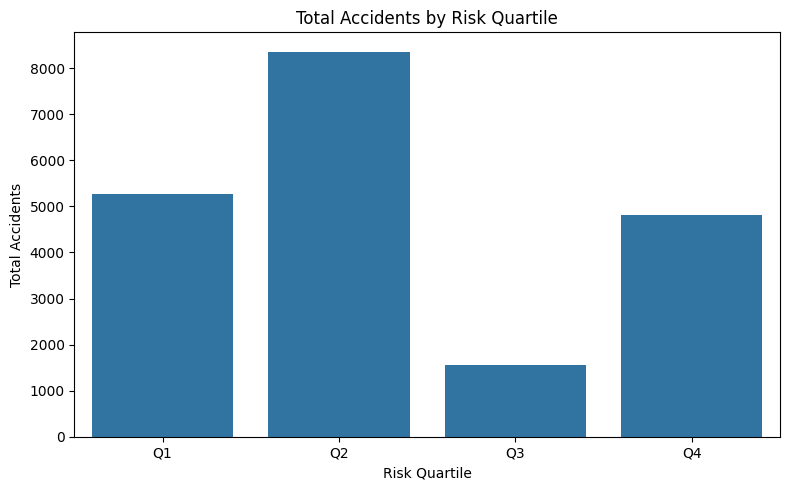 Total Accidents by Risk Quartile
Total Accidents
8000
7000
6000
5000
4000
3000
2000
1000
0
Q1 Q2 Q3 Q4
Risk Quartile